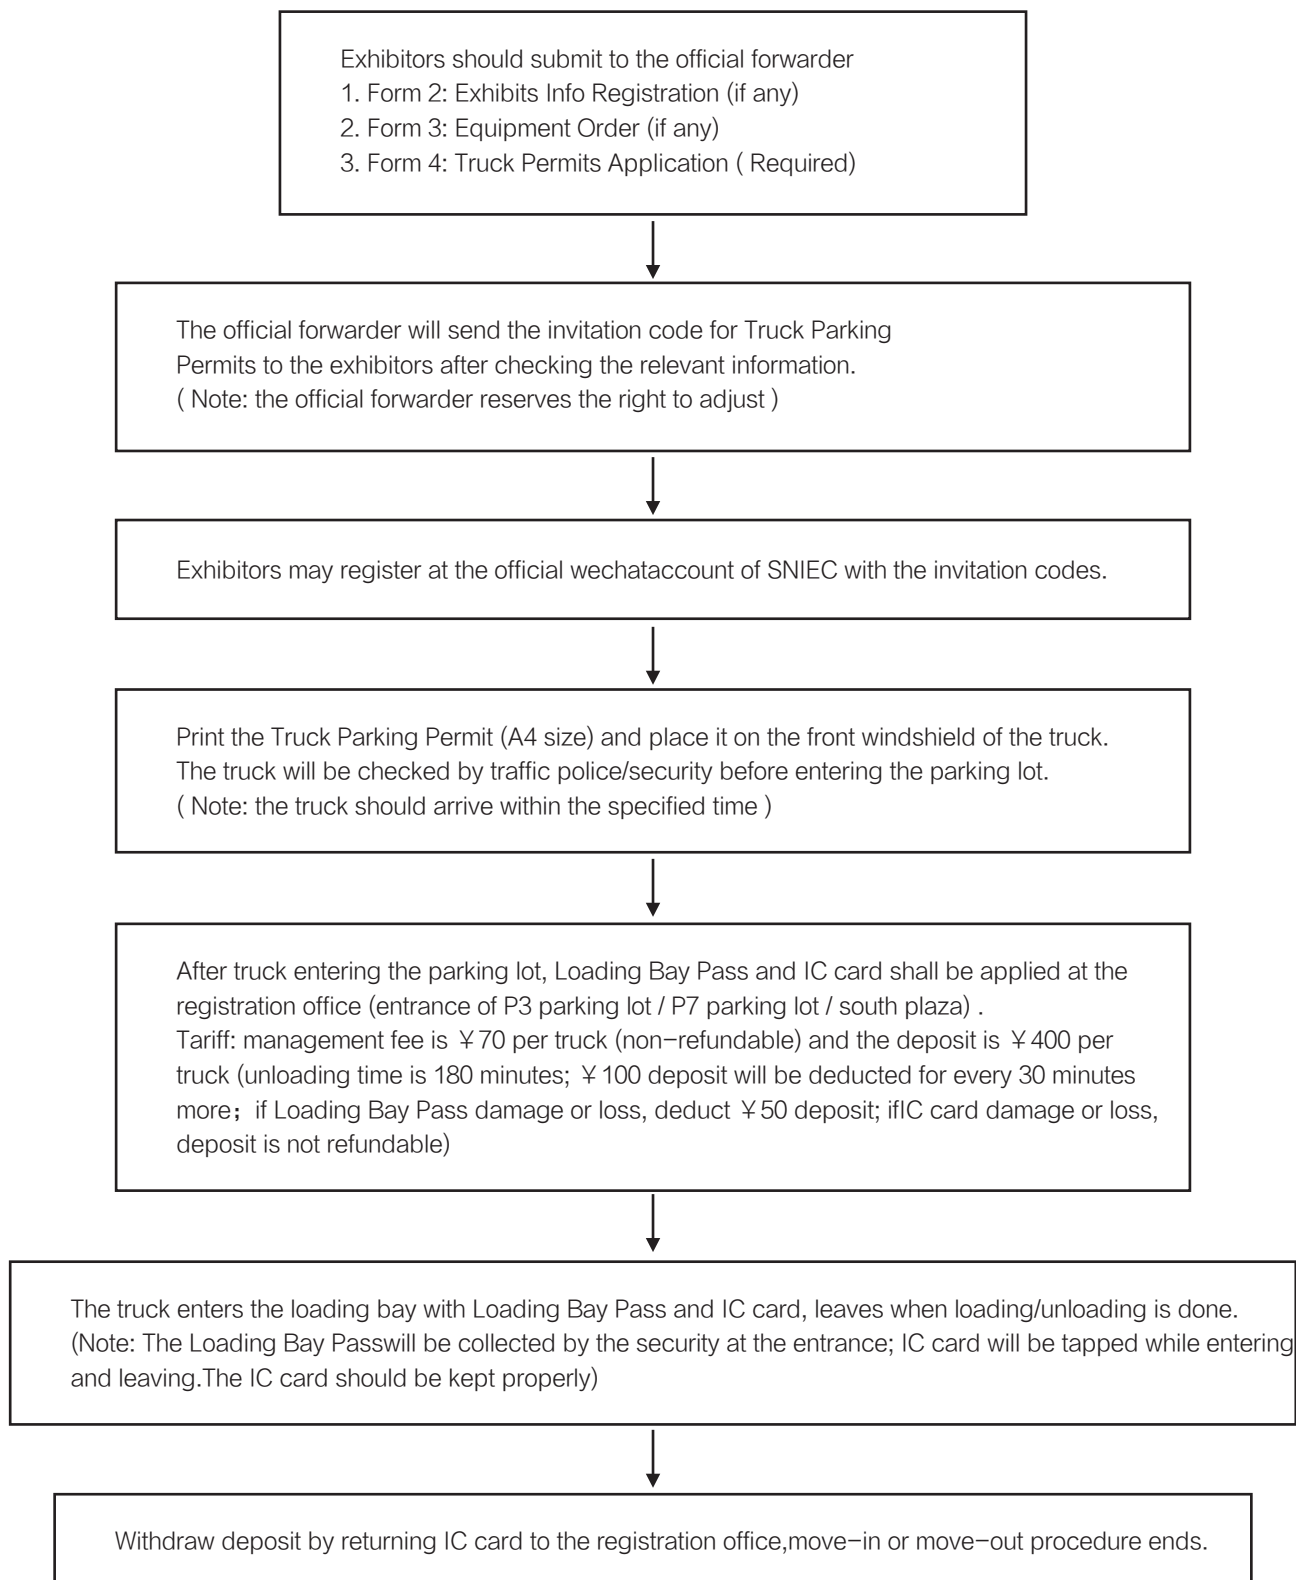 Exhibitors should submit to the official forwarder
1. Form 2: Exhibits Info Registration (if any)
2. Form 3: Equipment Order (if any)
3. Form 4: Truck Permits Application ( Required)
The official forwarder will send the invitation code for Truck Parking
Permits to the exhibitors after checking the relevant information.
( Note: the official forwarder reserves the right to adjust )
Exhibitors may register at the official wechataccount of SNIEC with the invitation codes.
Print the Truck Parking Permit (A4 size) and place it on the front windshield of the truck.
The truck will be checked by traffic police/security before entering the parking lot.
( Note: the truck should arrive within the specified time )
After truck entering the parking lot, Loading Bay Pass and IC card shall be applied at the
registration office (entrance of P3 parking lot / P7 parking lot / south plaza) .
Tariff: management fee is ￥70 per truck (non-refundable) and the deposit is ￥400 per
truck (unloading time is 180 minutes; ￥100 deposit will be deducted for every 30 minutes
more；if Loading Bay Pass damage or loss, deduct ￥50 deposit; ifIC card damage or loss,
deposit is not refundable)
The truck enters the loading bay with Loading Bay Pass and IC card, leaves when loading/unloading is done.
(Note: The Loading Bay Passwill be collected by the security at the entrance; IC card will be tapped while entering
and leaving.The IC card should be kept properly)
Withdraw deposit by returning IC card to the registration office,move-in or move-out procedure ends.